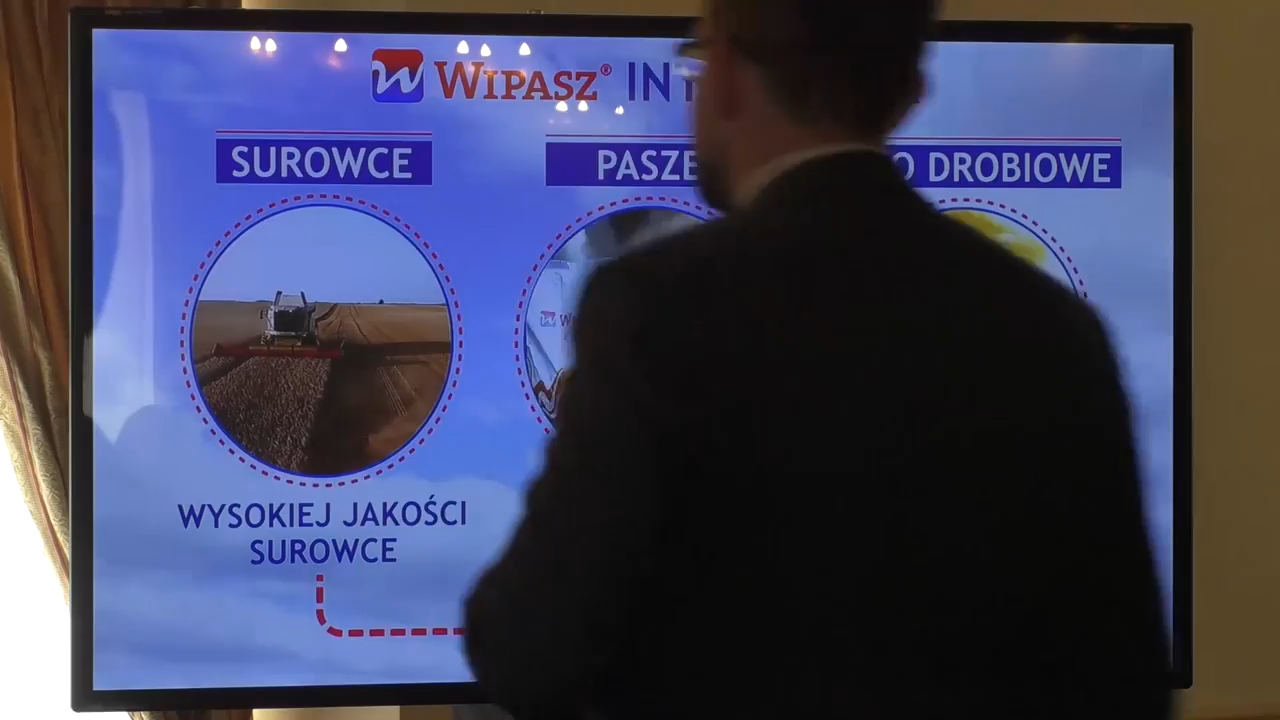 WIPASZ® IN
SUROWCE
PASZE
O DROBIOWE
WYSOKIEJ JAKOŚCI
SUROWCE